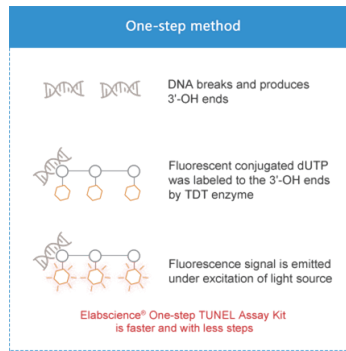 One-step method
DNA breaks and produces
3'-OH ends
Fluorescent conjugated dUTP
was labeled to the 3'-OH ends
by TDT enzyme
Fluorescence signal is emitted
under excitation of light source
Elabscience® One-step TUNEL Assay Kit
is faster and with less steps